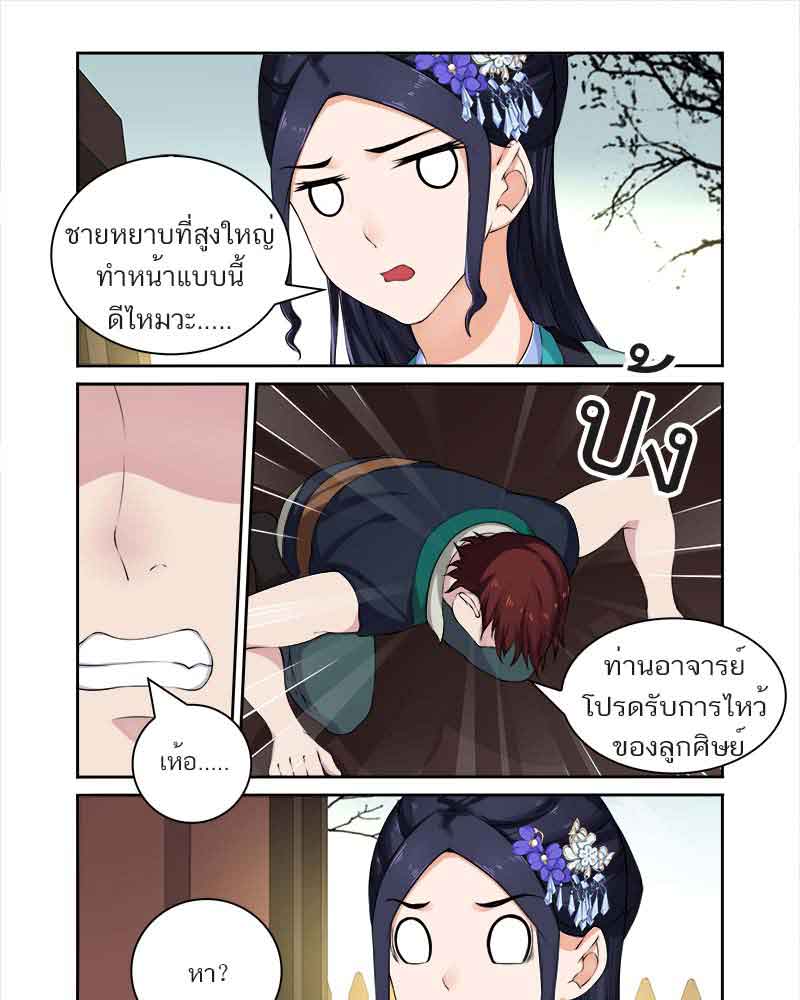 ชายหยาบที่สูงใหญ่
ทำหน้าแบบนี้
ดีไหมวะ.....
ปั้ง
ท่านอาจารย์
โปรดรับการไหว้
ของลูกศิษย์
เห้อ.....
หา?